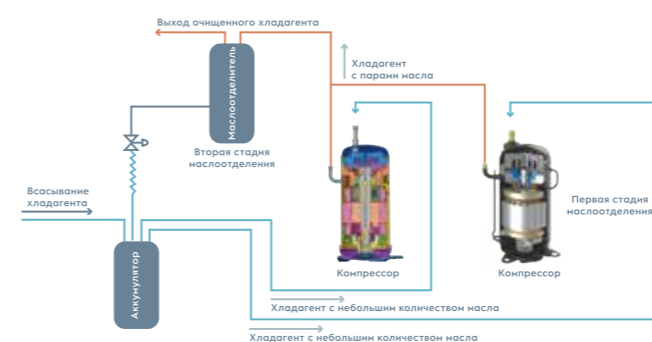 Выход очищенного хладагента
Маслоотделитель
Хладагент
с парами масла
Вторая стадия
маслоотделения
Всасывание
хладагента
Первая стадия
маслоотделения
Аккумулятор
Компрессор
Компрессор
Хладагент с небольшим количеством масла
Хладагент с небольшим количеством масла